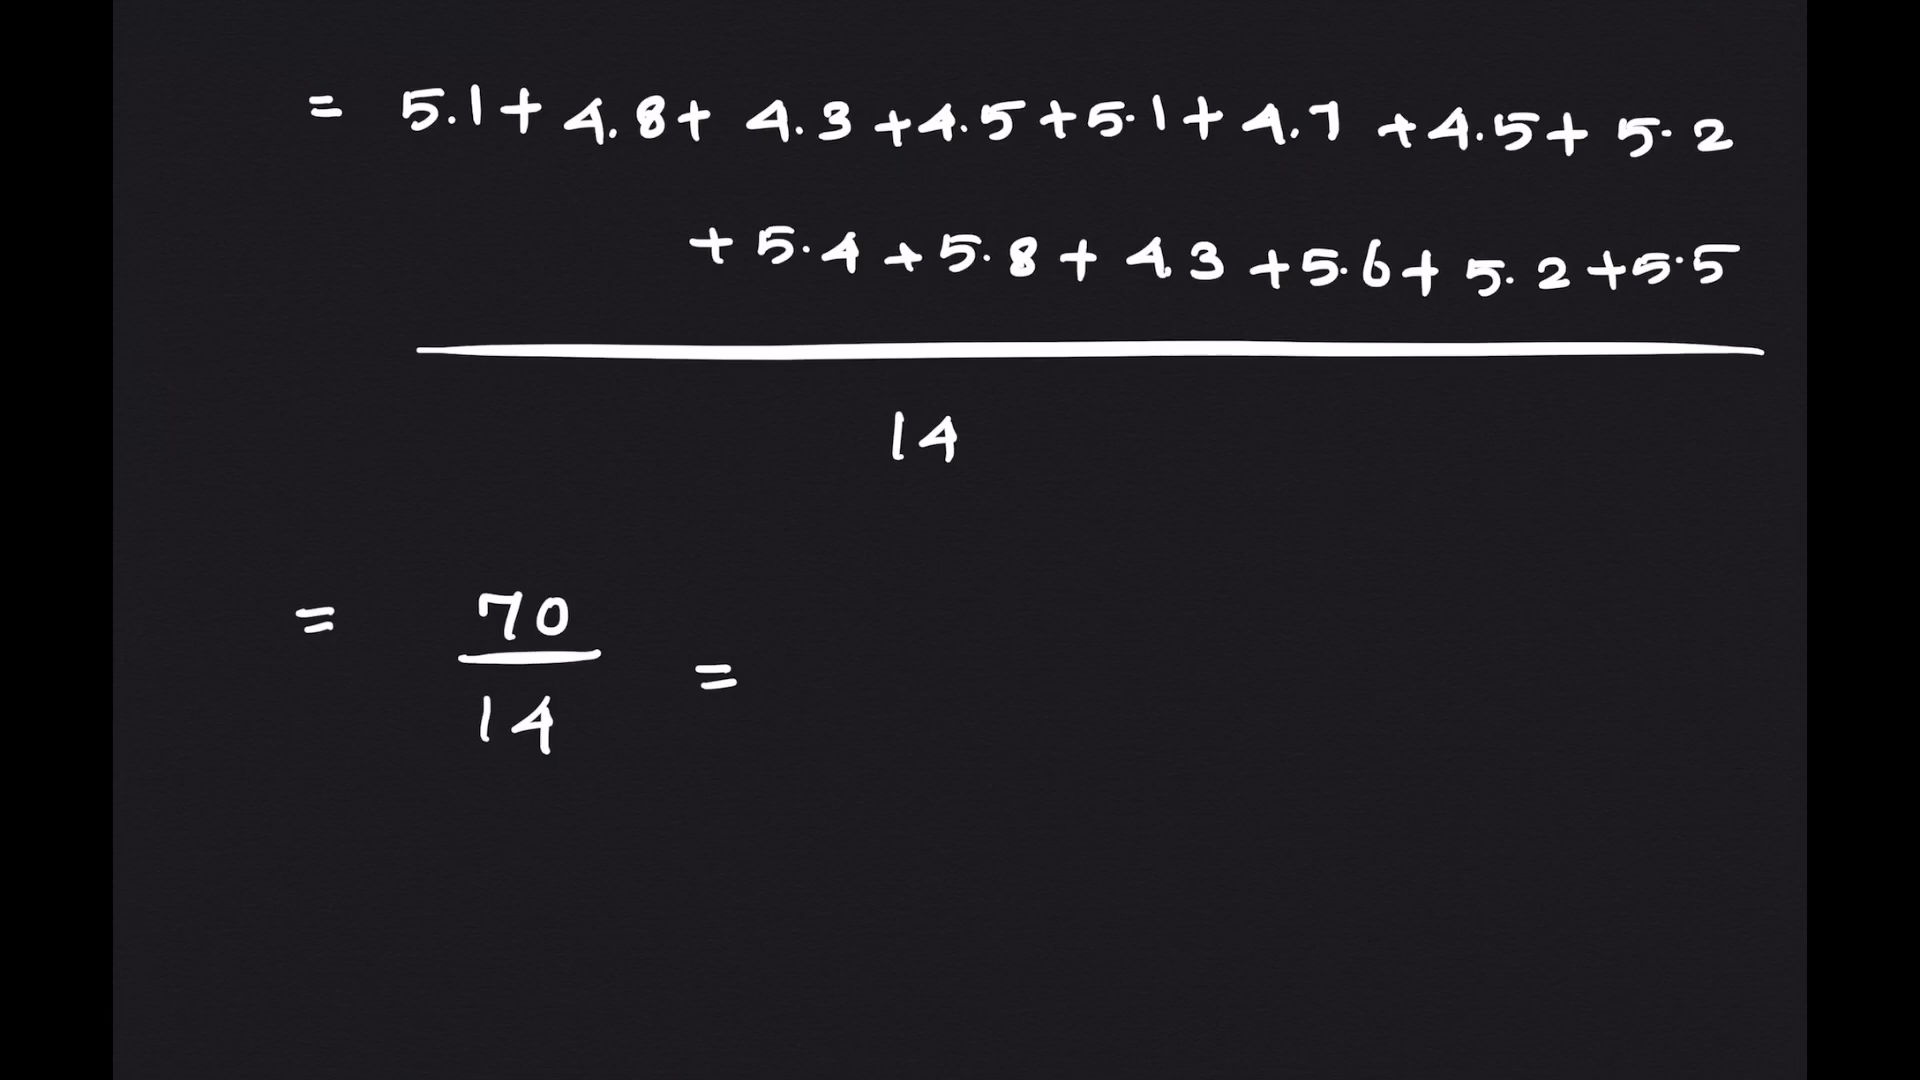 = 5.1 + 4.8 + 4.3 + 4.5 + 5.1 + 4.7 + 4.5 + 5.2
+ 5.4 + 5.8 + 4.3 + 5.6 + 5.2 + 5.5
14
= 70
14 =